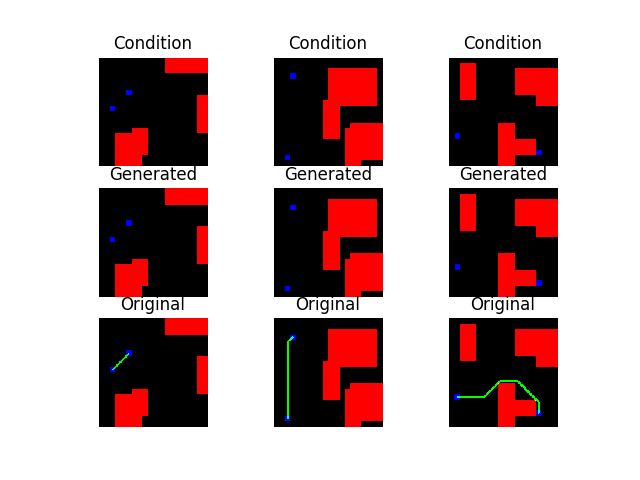 Condition Condition Condition
Generated Generated Generated
Original Original Original